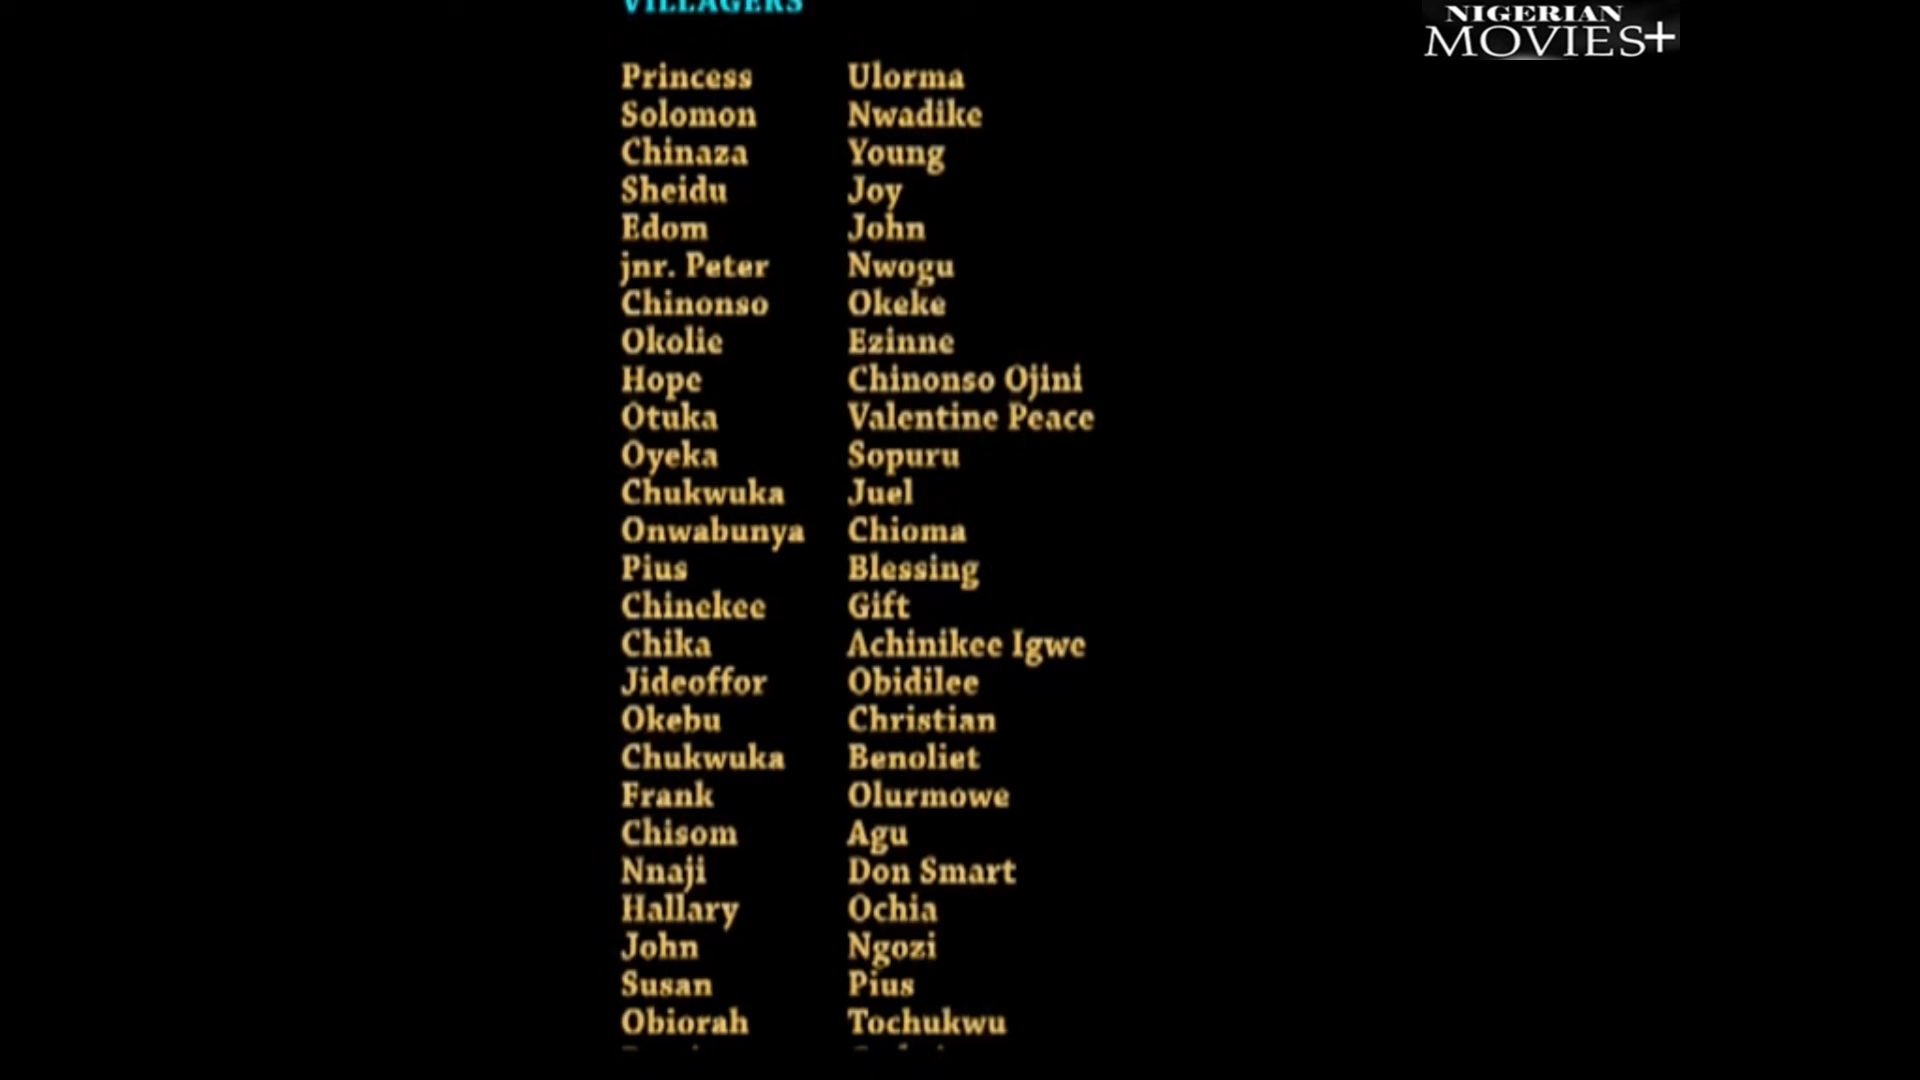 VILLAGERS
NIGERIAN
MOVIES+
Princess Ulorma
Solomon Nwadike
Chinaza Young
Sheidu Joy
Edom John
jnr. Peter Nwogu
Chinonso Okeke
Okolie Ezinne
Hope Chinonso Ojini
Otuka Valentine Peace
Oyeka Sopuru
Chukwuka Juel
Onwabunya Chioma
Pius Blessing
Chinekee Gift
Chika Achinikee Igwe
Jideoffor Obidilee
Okebu Christian
Chukwuka Benoliet
Frank Olurmowe
Chisom Agu
Nnaji Don Smart
Hallary Ochia
John Ngozi
Susan Pius
Obiorah Tochukwu